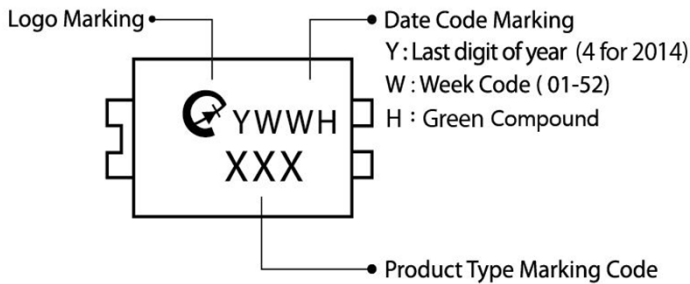 Logo Marking
Date Code Marking
Y : Last digit of year (4 for 2014)
W : Week Code ( 01-52)
H : Green Compound
YWWH
XXX
Product Type Marking Code